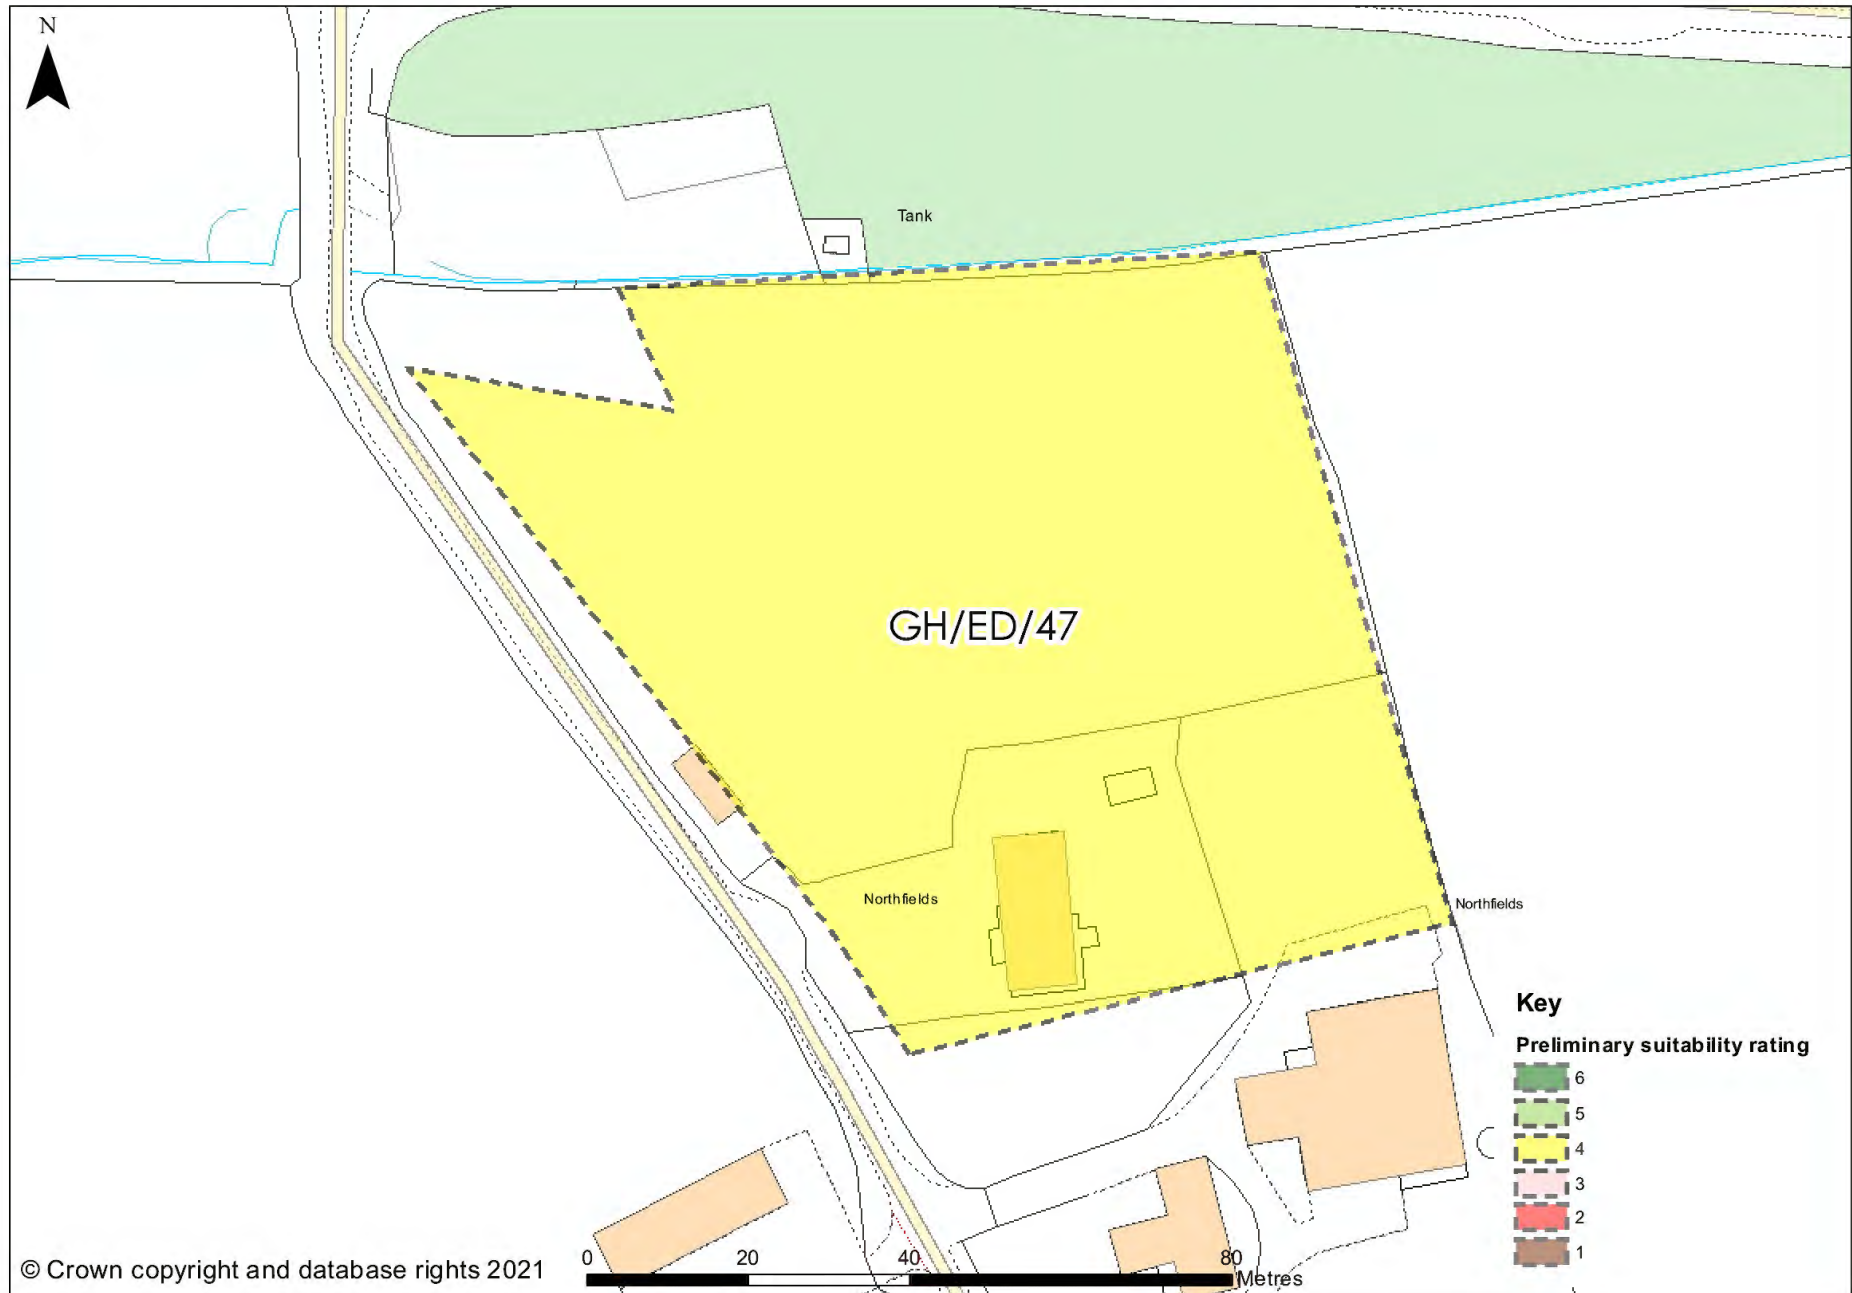 N
Tank
GH/ED/47
Northfields
Northfields
Key
Preliminary suitability rating
6
5
4
3
2
1
0 20 40 80
Metres
© Crown copyright and database rights 2021